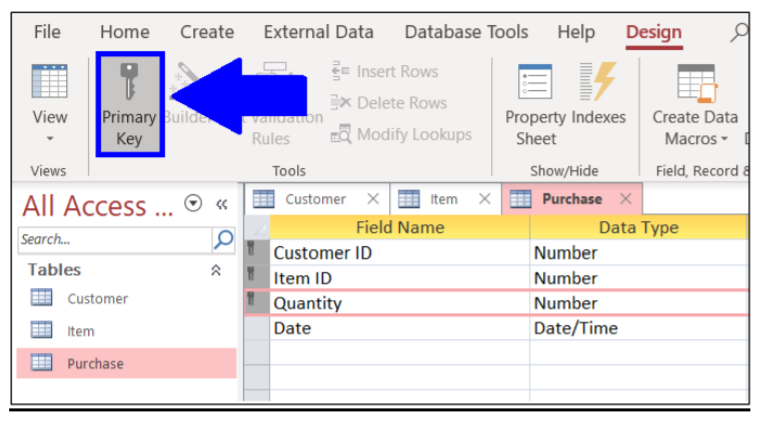 File Home Create External Data Database Tools Help Design
View
Primary Key
Validation Rules
Insert Rows
Delete Rows
Modify Lookups
Property Sheet
Indexes
Create Data Macros
Views
Tools
Show/Hide
Field, Record &
All Access ...
Search...
Tables
Customer
Item
Purchase
Customer Item Purchase
Field Name Data Type
Customer ID Number
Item ID Number
Quantity Number
Date Date/Time